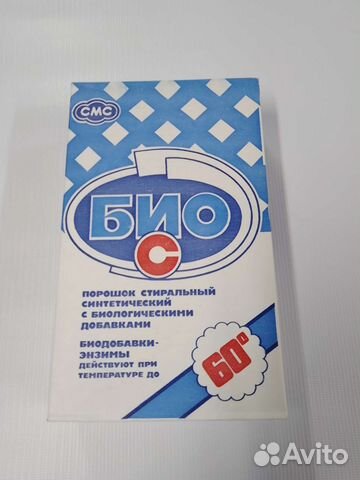 СМС
БИО
С
ПОРОШОК СТИРАЛЬНЫЙ
СИНТЕТИЧЕСКИЙ
С БИОЛОГИЧЕСКИМИ
ДОБАВКАМИ
БИОДОБАВКИ-
ЭНЗИМЫ
ДЕЙСТВУЮТ ПРИ
ТЕМПЕРАТУРЕ ДО
60°
Avito